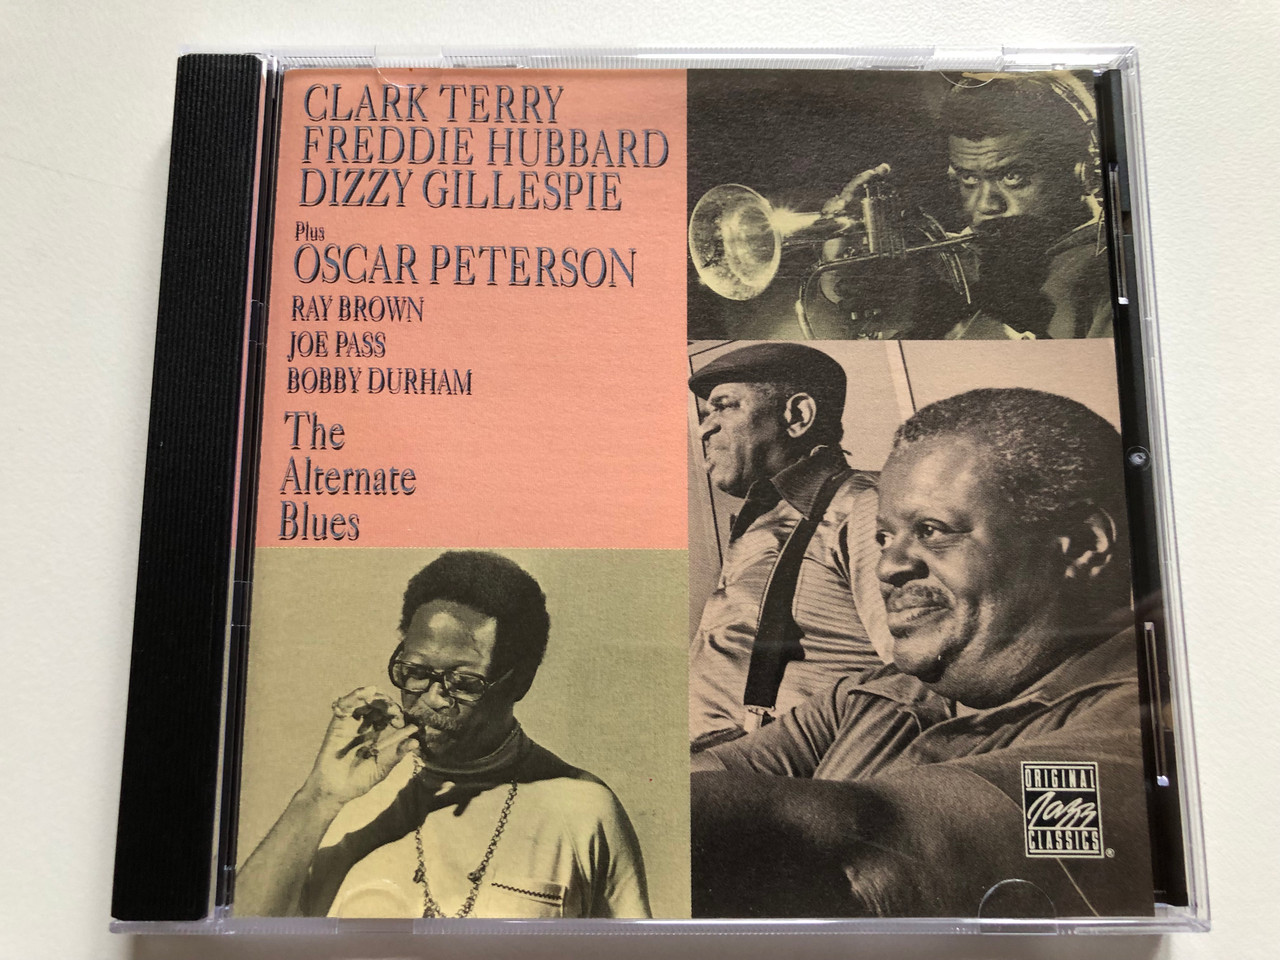 CLARK TERRY
FREDDIE HUBBARD
DIZZY GILLESPIE
Plus
OSCAR PETERSON
RAY BROWN
JOE PASS
BOBBY DURHAM
The
Alternate
Blues
ORIGINAL
Jazz
CLASSICS®